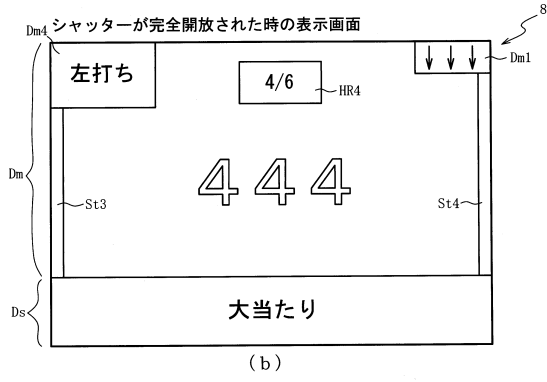 シャッターが完全開放された時の表示画面
8
Dm4
左打ち
4/6
HR4
Dm1
Dm
444
St3
St4
Ds
大当たり
(b)